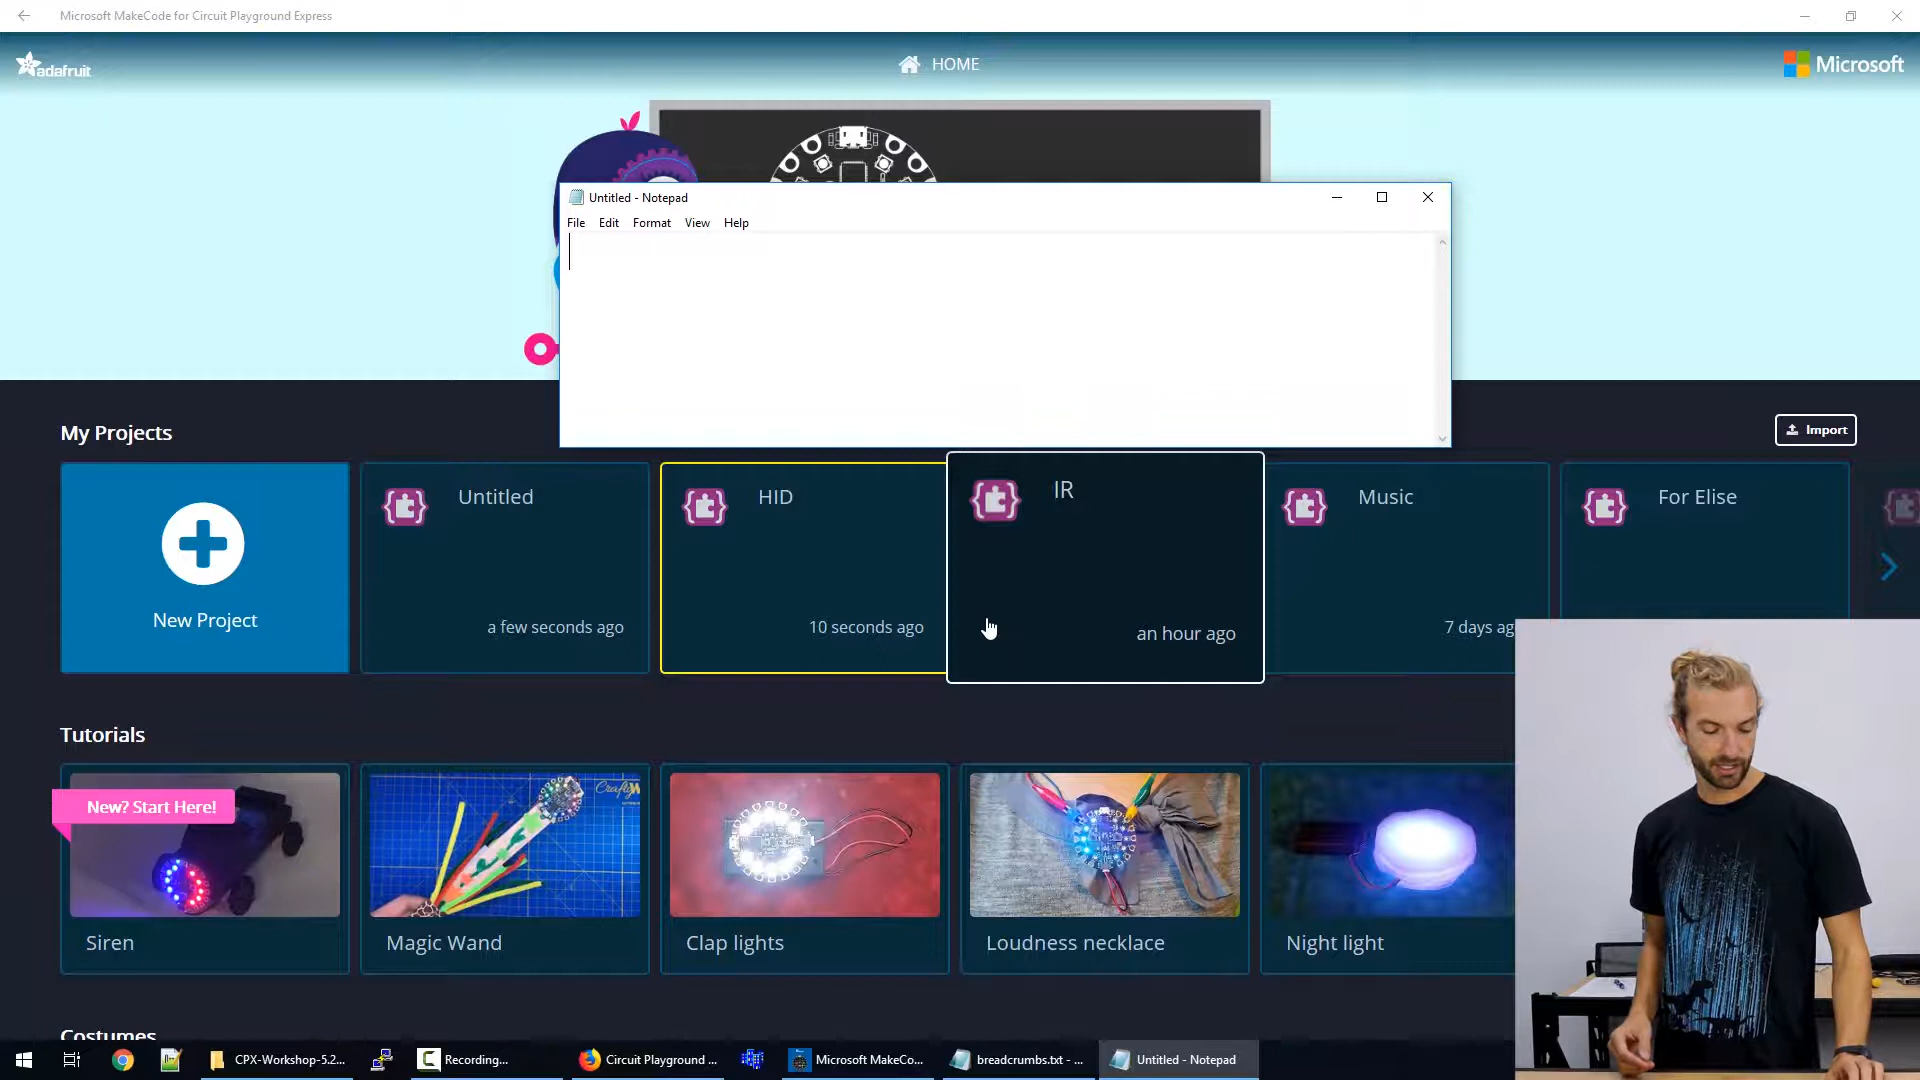 Microsoft MakeCode for Circuit Playground Express
adafruit
HOME
Microsoft
Untitled - Notepad
File Edit Format View Help
My Projects
Import
New Project
Untitled
a few seconds ago
HID
10 seconds ago
IR
an hour ago
Music
7 days ag
For Elise
Tutorials
New? Start Here!
Siren
Magic Wand
Clap lights
Loudness necklace
Night light
Costumes
CPX-Workshop-5.2...
Recording...
Circuit Playground ...
Microsoft MakeCo...
breadcrumbs.txt - ...
Untitled - Notepad